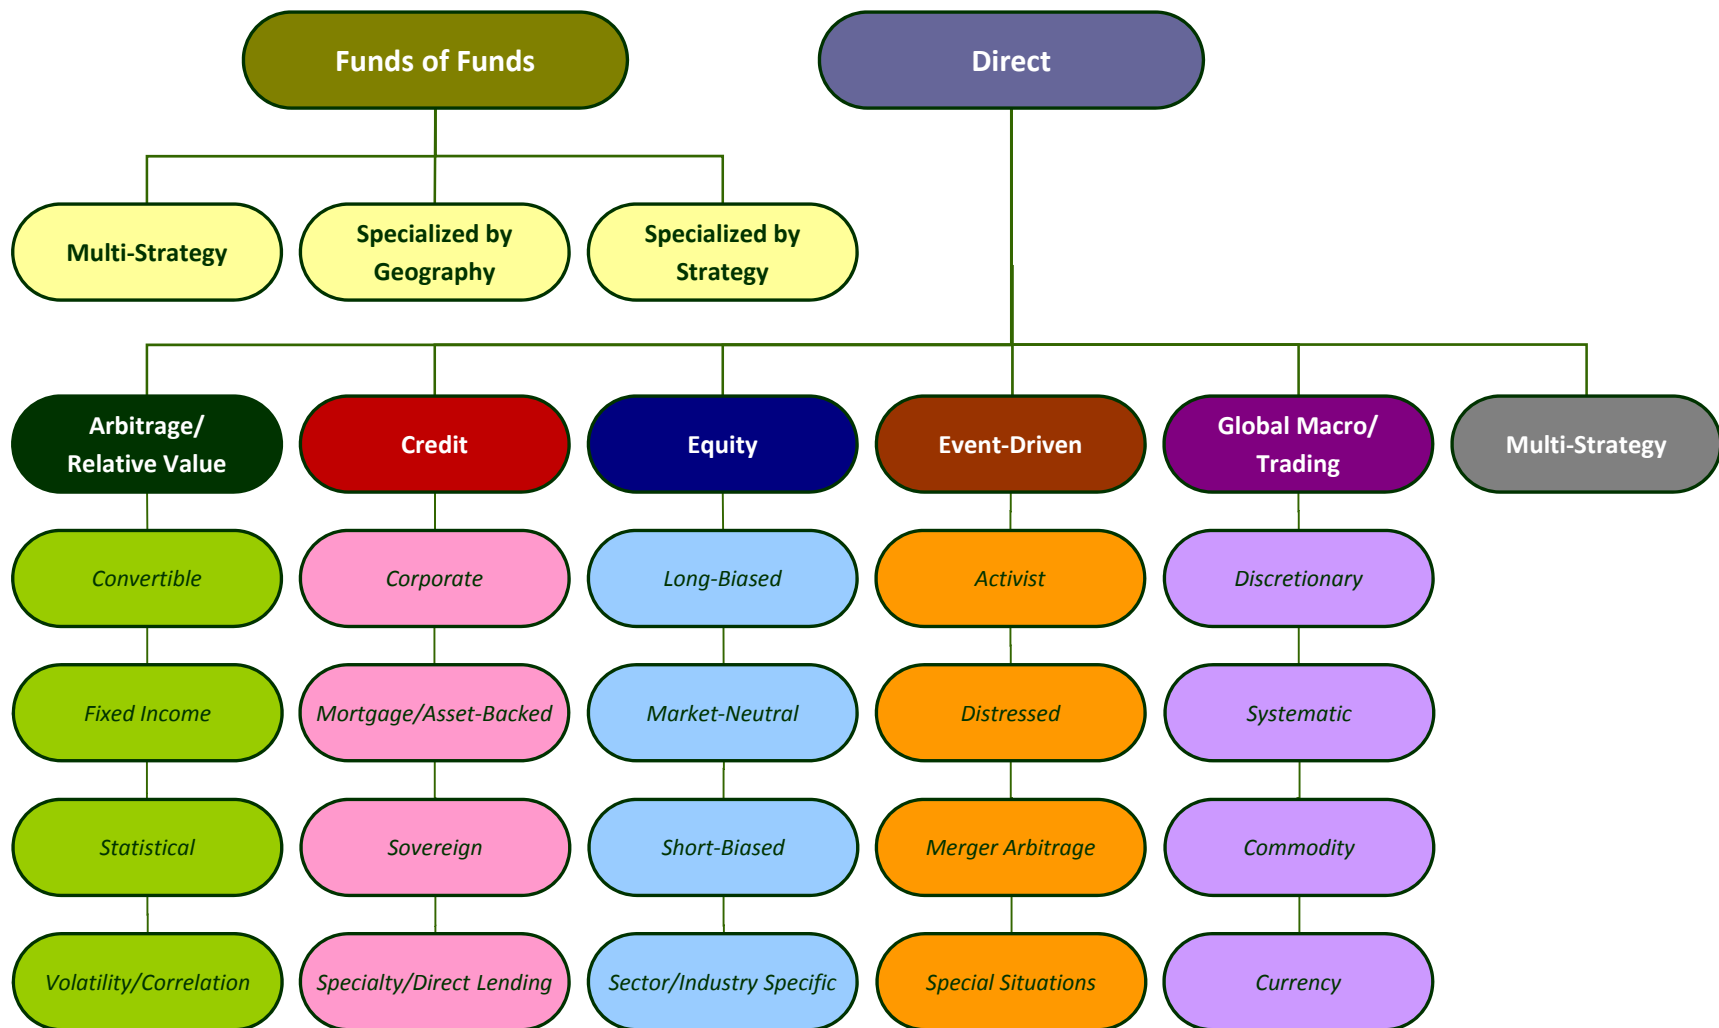 Funds of Funds
Direct
Multi-Strategy
Specialized by
Geography
Specialized by
Strategy
Arbitrage/
Relative Value
Credit
Equity
Event-Driven
Global Macro/
Trading
Multi-Strategy
Convertible
Corporate
Long-Biased
Activist
Discretionary
Fixed Income
Mortgage/Asset-Backed
Market-Neutral
Distressed
Systematic
Statistical
Sovereign
Short-Biased
Merger Arbitrage
Commodity
Volatility/Correlation
Specialty/Direct Lending
Sector/Industry Specific
Special Situations
Currency